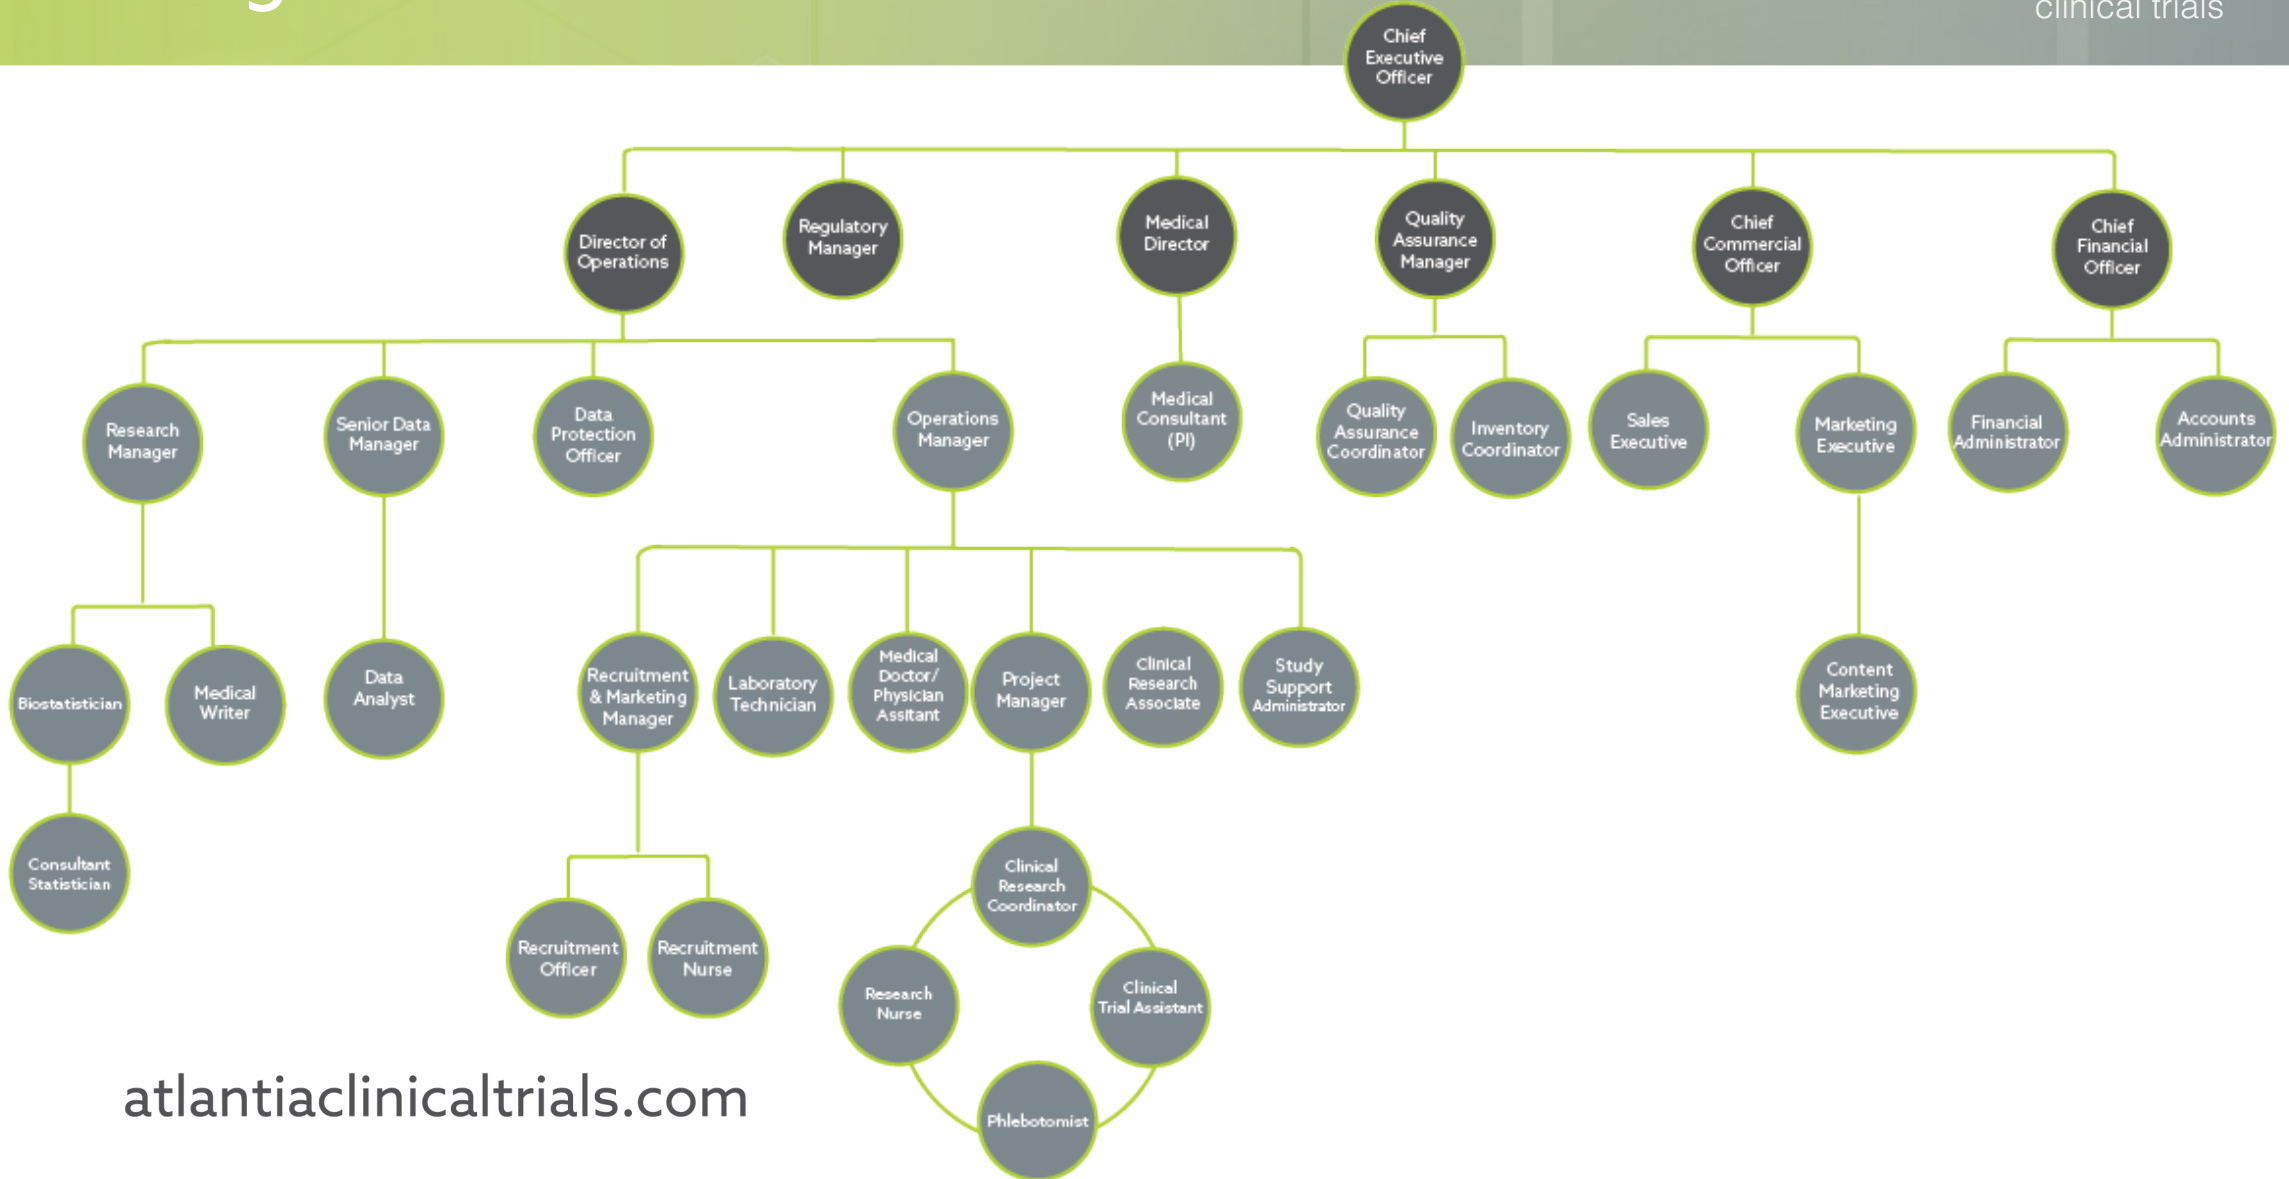 clinical trials
Chief
Executive
Officer
Director of
Operations
Regulatory
Manager
Medical
Director
Quality
Assurance
Manager
Chief
Commercial
Officer
Chief
Financial
Officer
Research
Manager
Senior Data
Manager
Data
Protection
Officer
Operations
Manager
Medical
Consultant
(PI)
Quality
Assurance
Coordinator
Inventory
Coordinator
Sales
Executive
Marketing
Executive
Financial
Administrator
Accounts
Administrator
Biostatistician
Medical
Writer
Data
Analyst
Recruitment
& Marketing
Manager
Laboratory
Technician
Medical
Doctor/
Physician
Assitant
Project
Manager
Clinical
Research
Associate
Study
Support
Administrator
Content
Marketing
Executive
Consultant
Statistician
Recruitment
Officer
Recruitment
Nurse
Clinical
Research
Coordinator
Research
Nurse
Clinical
Trial Assistant
Phlebotomist
atlantiaclinicaltrials.com